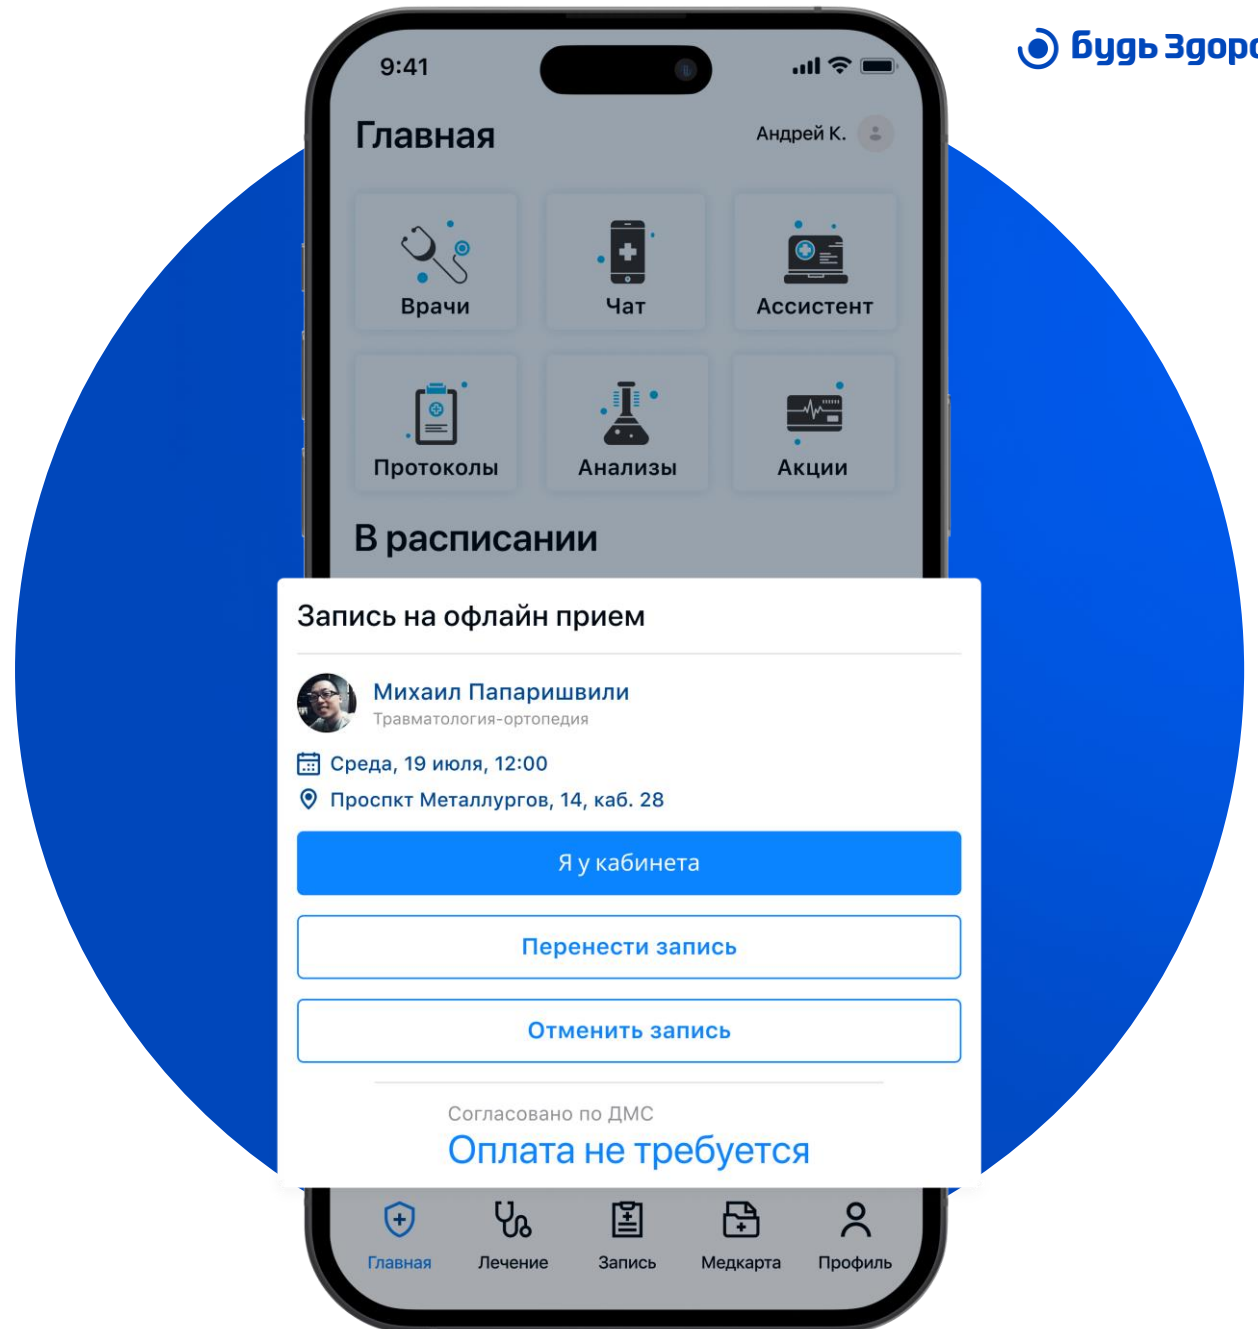 будь Здоро
9:41
Главная
Андрей К.
Врачи
Чат
Ассистент
Протоколы
Анализы
Акции
В расписании
Запись на офлайн прием
Михаил Папаришвили
Травматология-ортопедия
Среда, 19 июля, 12:00
Проспкт Металлургов, 14, каб. 28
Я у кабинета
Перенести запись
Отменить запись
Согласовано по ДМС
Оплата не требуется
Главная
Лечение
Запись
Медкарта
Профиль